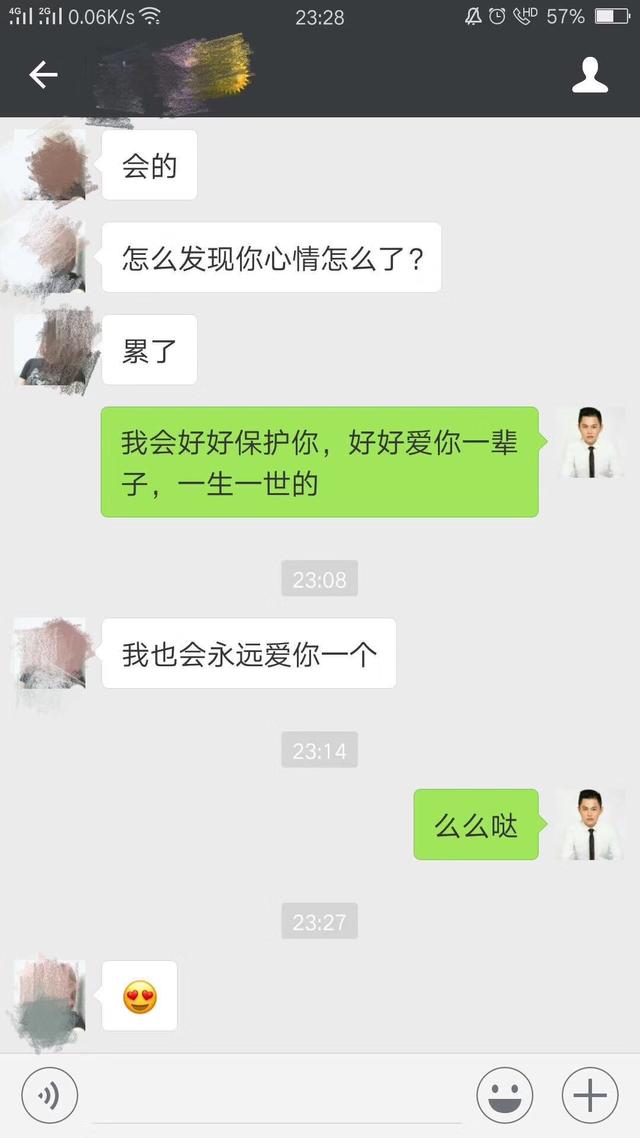 4G 2G 0.06K/s 23:28 HD 57%
会的
怎么发现你心情怎么了？
累了
我会好好保护你，好好爱你一辈
子，一生一世的
23:08
我也会永远爱你一个
23:14
么么哒
23:27